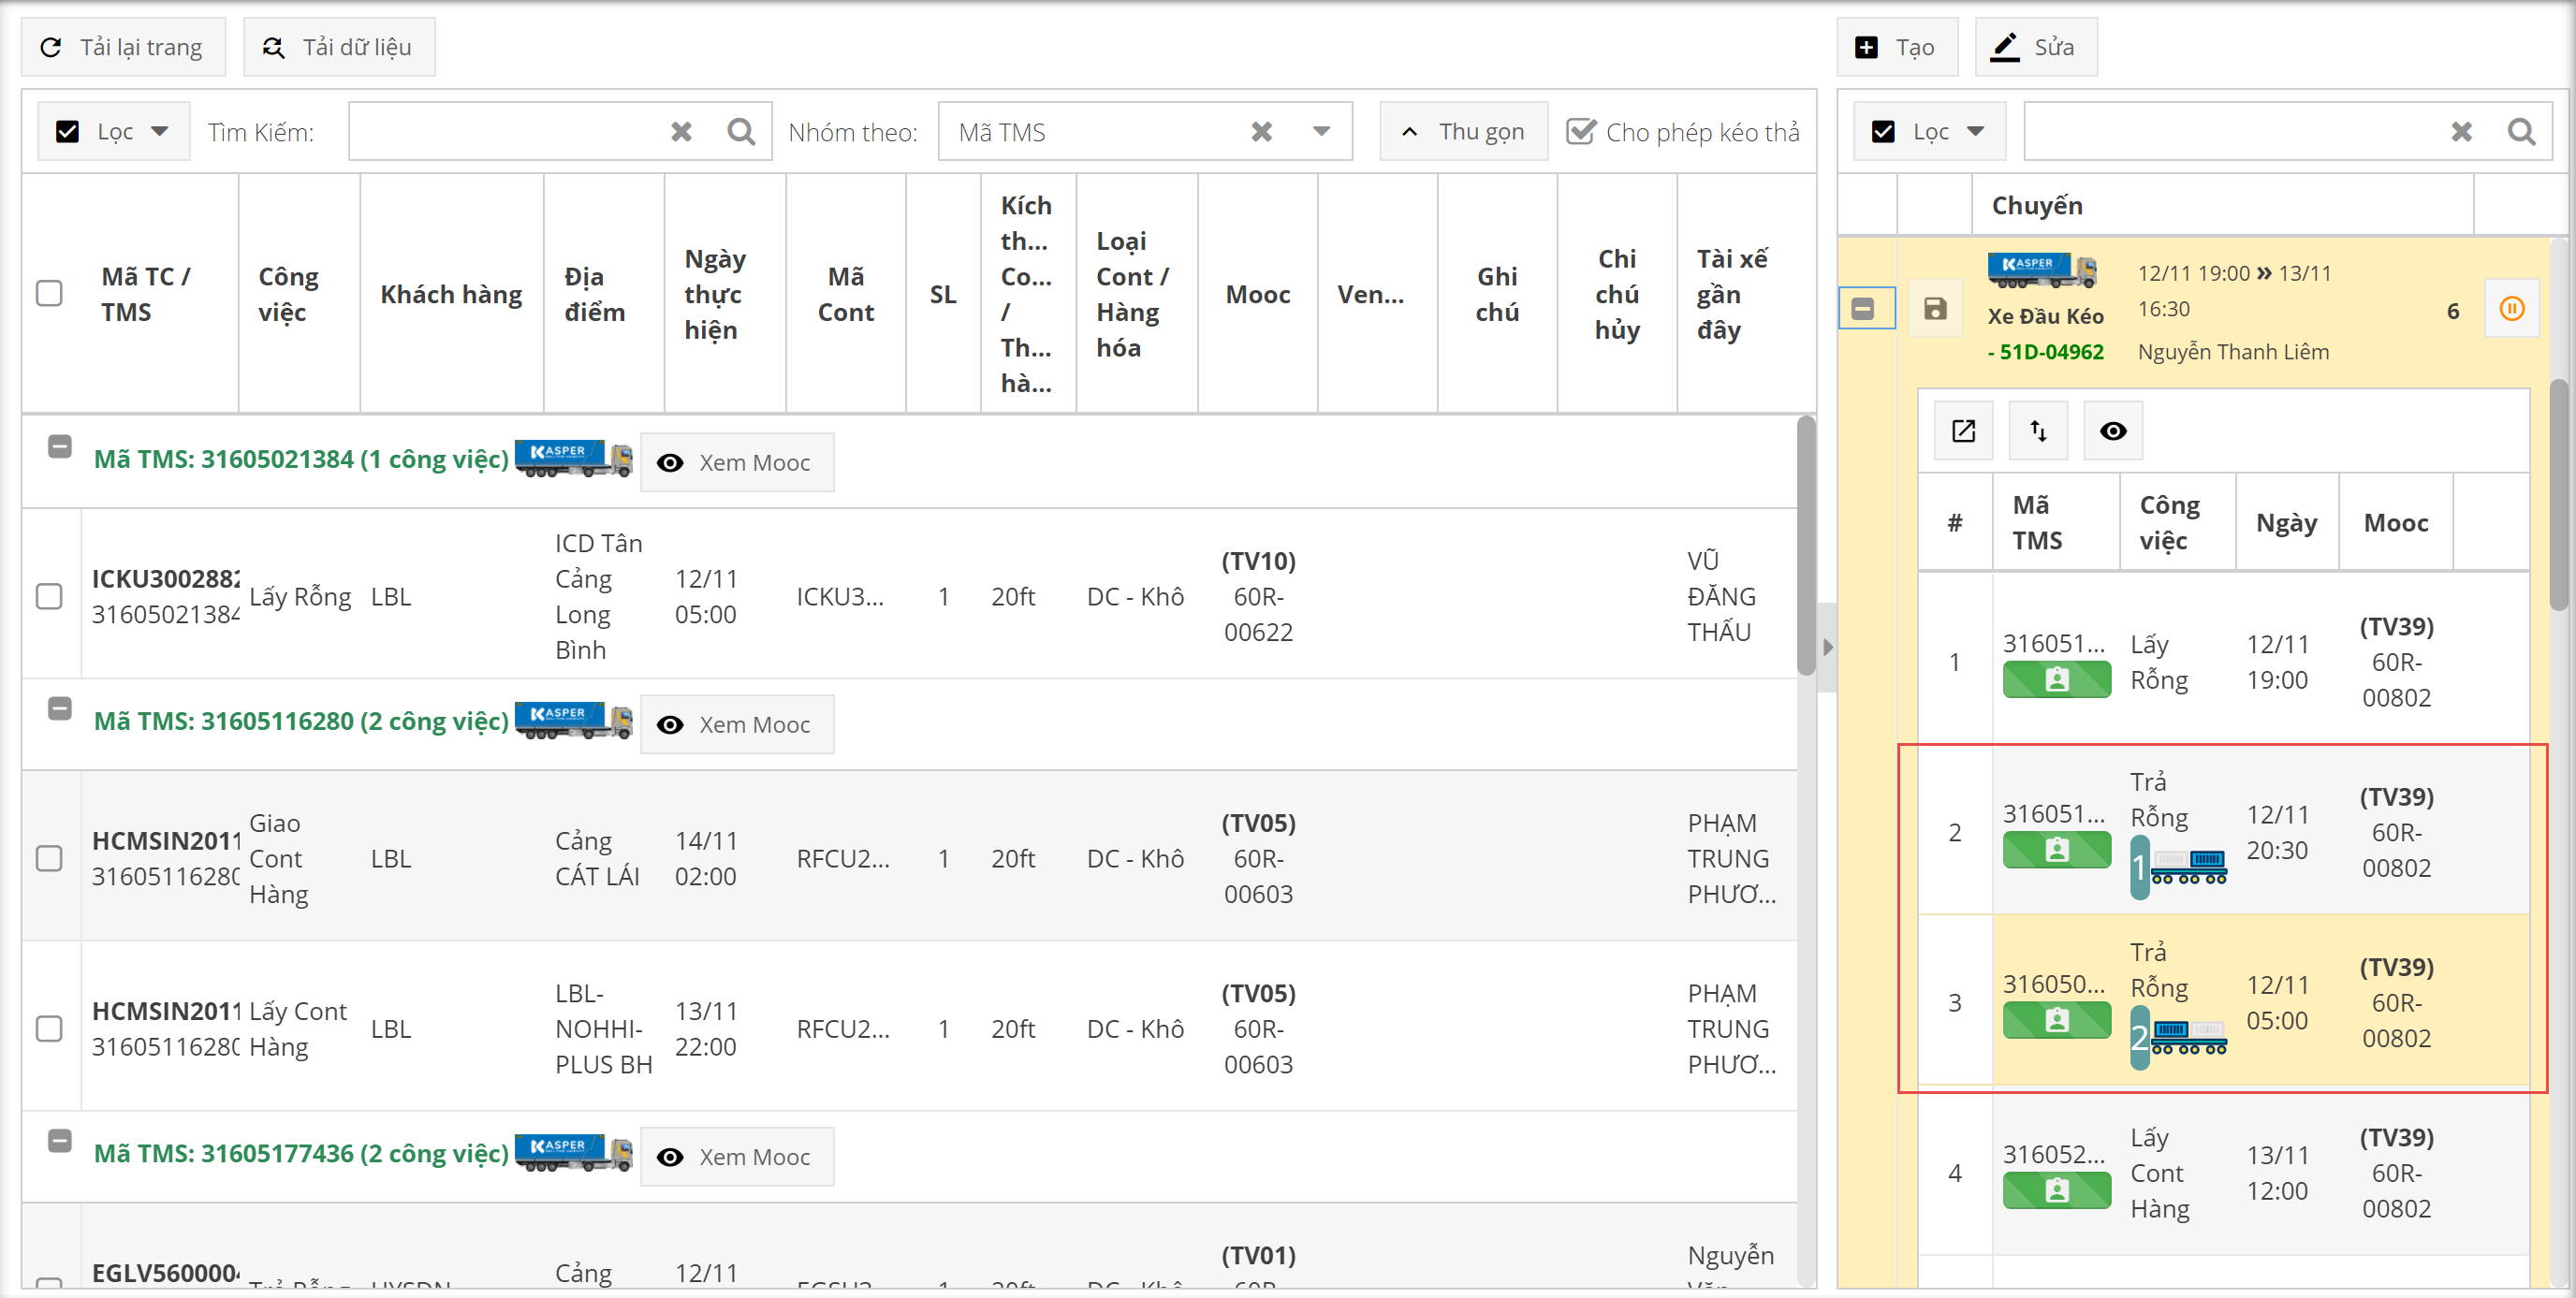 Tải lại trang
Tải dữ liệu
Tạo
Sửa
Lọc
Tìm Kiếm:
Nhóm theo:
Mã TMS
Thu gọn
Cho phép kéo thả
Lọc
Mã TC /
TMS
Công
việc
Khách hàng
Địa
điểm
Ngày
thực
hiện
Mã
Cont
SL
Kích
th...
Co...
/
Th...
hà...
Loại
Cont /
Hàng
hóa
Mooc
Ven...
Ghi
chú
Chi
chú
hủy
Tài xế
gần
đây
Mã TMS: 31605021384 (1 công việc)
KASPER
Xem Mooc
ICKU3002882
31605021384
Lấy Rỗng
LBL
ICD Tân
Cảng
Long
Bình
12/11
05:00
ICKU3...
1
20ft
DC - Khô
(TV10)
60R-
00622
VŨ
ĐĂNG
THẤU
Mã TMS: 31605116280 (2 công việc)
KASPER
Xem Mooc
HCMSIN2011
31605116280
Giao
Cont
Hàng
LBL
Cảng
CÁT LÁI
14/11
02:00
RFCU2...
1
20ft
DC - Khô
(TV05)
60R-
00603
PHẠM
TRUNG
PHƯƠ...
HCMSIN2011
31605116280
Lấy Cont
Hàng
LBL
LBL-
NOHHI-
PLUS BH
13/11
22:00
RFCU2...
1
20ft
DC - Khô
(TV05)
60R-
00603
PHẠM
TRUNG
PHƯƠ...
Mã TMS: 31605177436 (2 công việc)
KASPER
Xem Mooc
EGLV5600004
Cảng
12/11
(TV01)
Nguyễn
Chuyến
KASPER
Xe Đầu Kéo
- 51D-04962
12/11 19:00 » 13/11
16:30
Nguyễn Thanh Liêm
6
#
Mã
TMS
Công
việc
Ngày
Mooc
1
316051...
Lấy
Rỗng
12/11
19:00
(TV39)
60R-
00802
2
316051...
Trả
Rỗng
1
12/11
20:30
(TV39)
60R-
00802
3
316050...
Trả
Rỗng
2
12/11
05:00
(TV39)
60R-
00802
4
316052...
Lấy
Cont
Hàng
13/11
12:00
(TV39)
60R-
00802